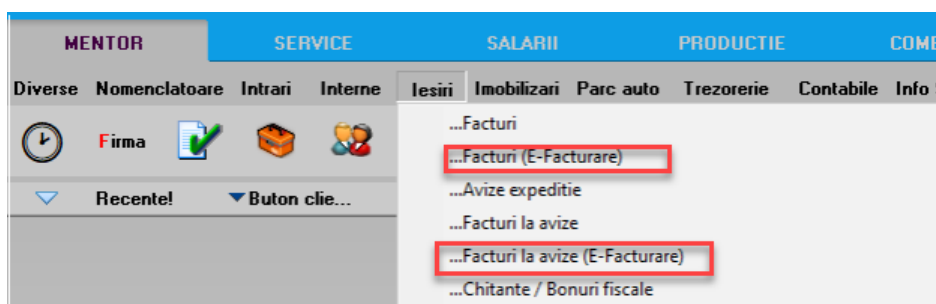 MENTOR SERVICE SALARII PRODUCTIE
Diverse Nomenclatoare Intrari Interne Iesiri Imobilizari Parc auto Trezorerie Contabile Info
...Facturi
Firma
...Facturi (E-Facturare)
...Avize expeditie
Recente! Buton clie...
...Facturi la avize
...Facturi la avize (E-Facturare)
...Chitante / Bonuri fiscale